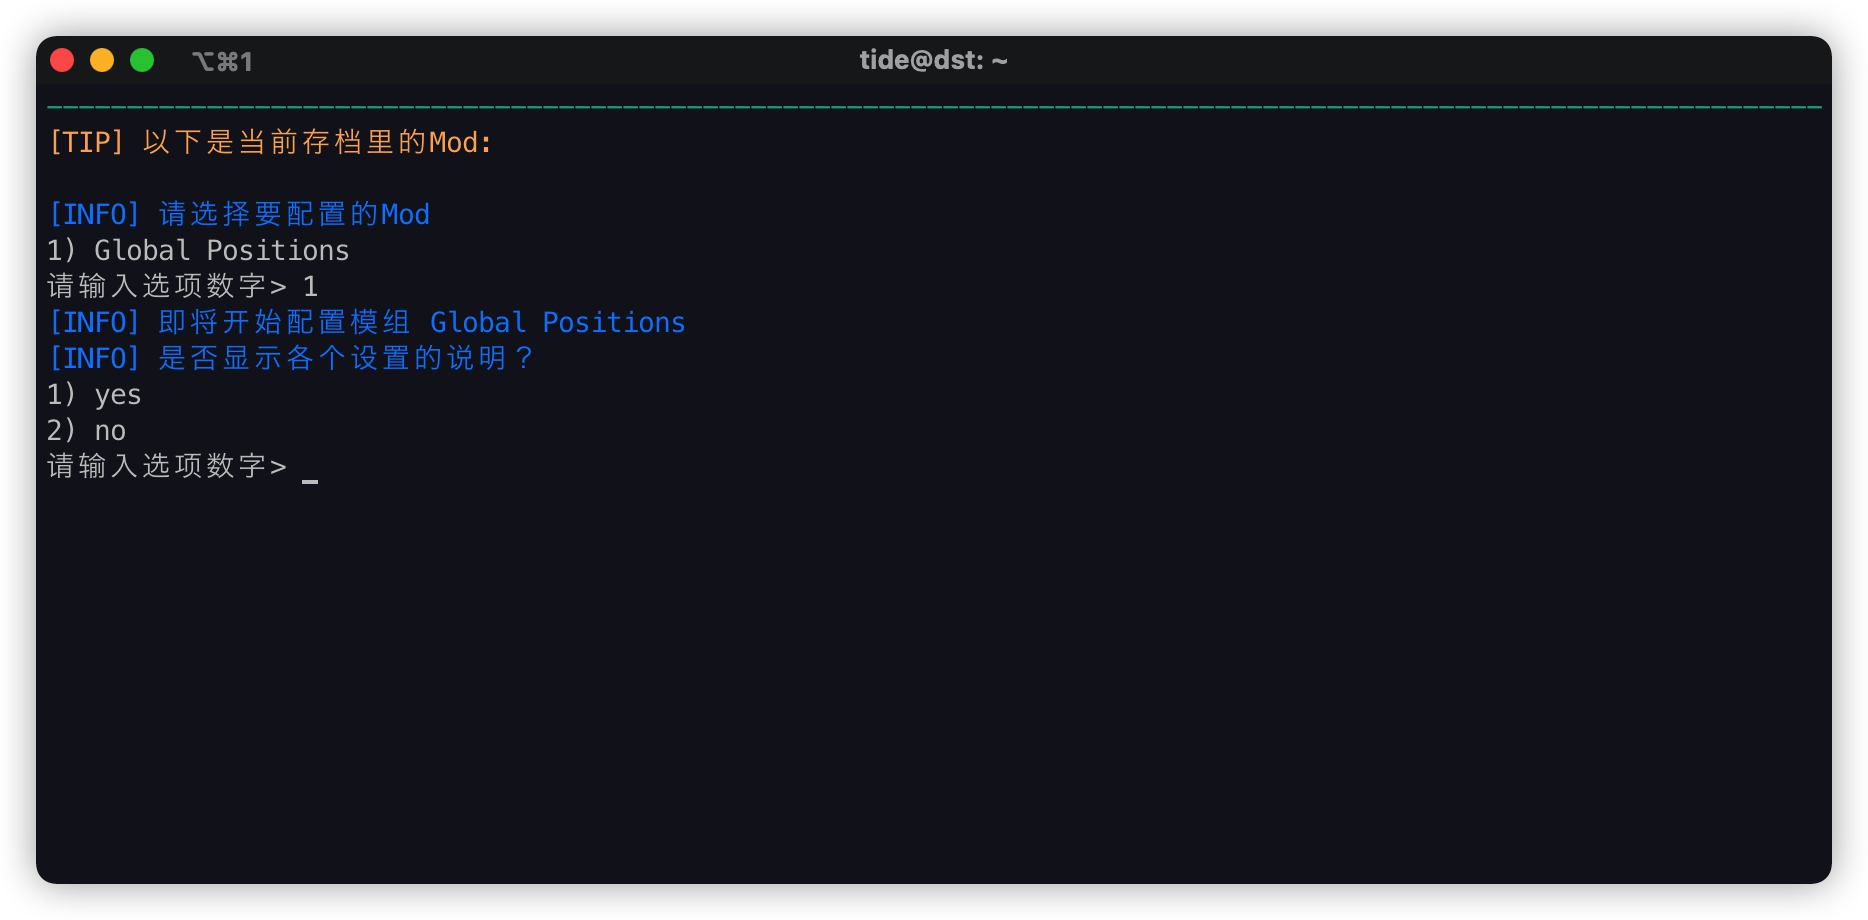 ⌥⌘1
tide@dst: ~
[TIP] 以下是当前存档里的Mod:
[INFO] 请选择要配置的Mod
1) Global Positions
请输入选项数字> 1
[INFO] 即将开始配置模组 Global Positions
[INFO] 是否显示各个设置的说明？
1) yes
2) no
请输入选项数字> _